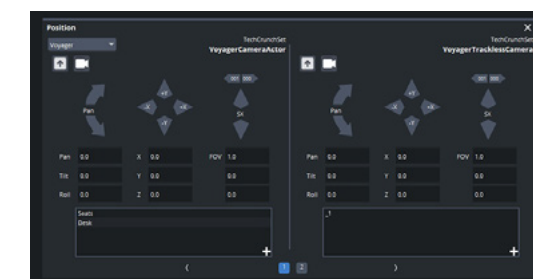 Position
X
Voyager
TechCrunchSet
VoyagerCameraActor
TechCrunchSet
VoyagerTracklessCamera
Pan
+Y
-X
+X
-Y
5X
Pan
+Y
-X
+X
-Y
5X
Pan 0.0 X 0.0 FOV 1.0
Tilt 0.0 Y 0.0 0.0
Roll 0.0 Z 0.0 0.0
Pan 0.0 X 0.0 FOV 1.0
Tilt 0.0 Y 0.0 0.0
Roll 0.0 Z 0.0 0.0
Seats
Desk
+
_1
+
( 1 2 )